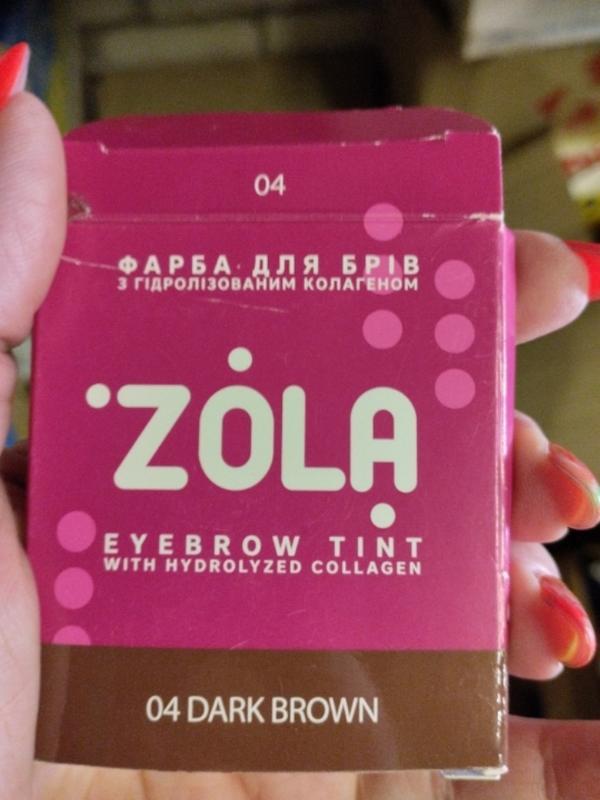 04
ФАРБА ДЛЯ БРІВ
З ГІДРОЛІЗОВАНИМ КОЛАГЕНОМ
ZOLA
EYEBROW TINT
WITH HYDROLYZED COLLAGEN
04 DARK BROWN